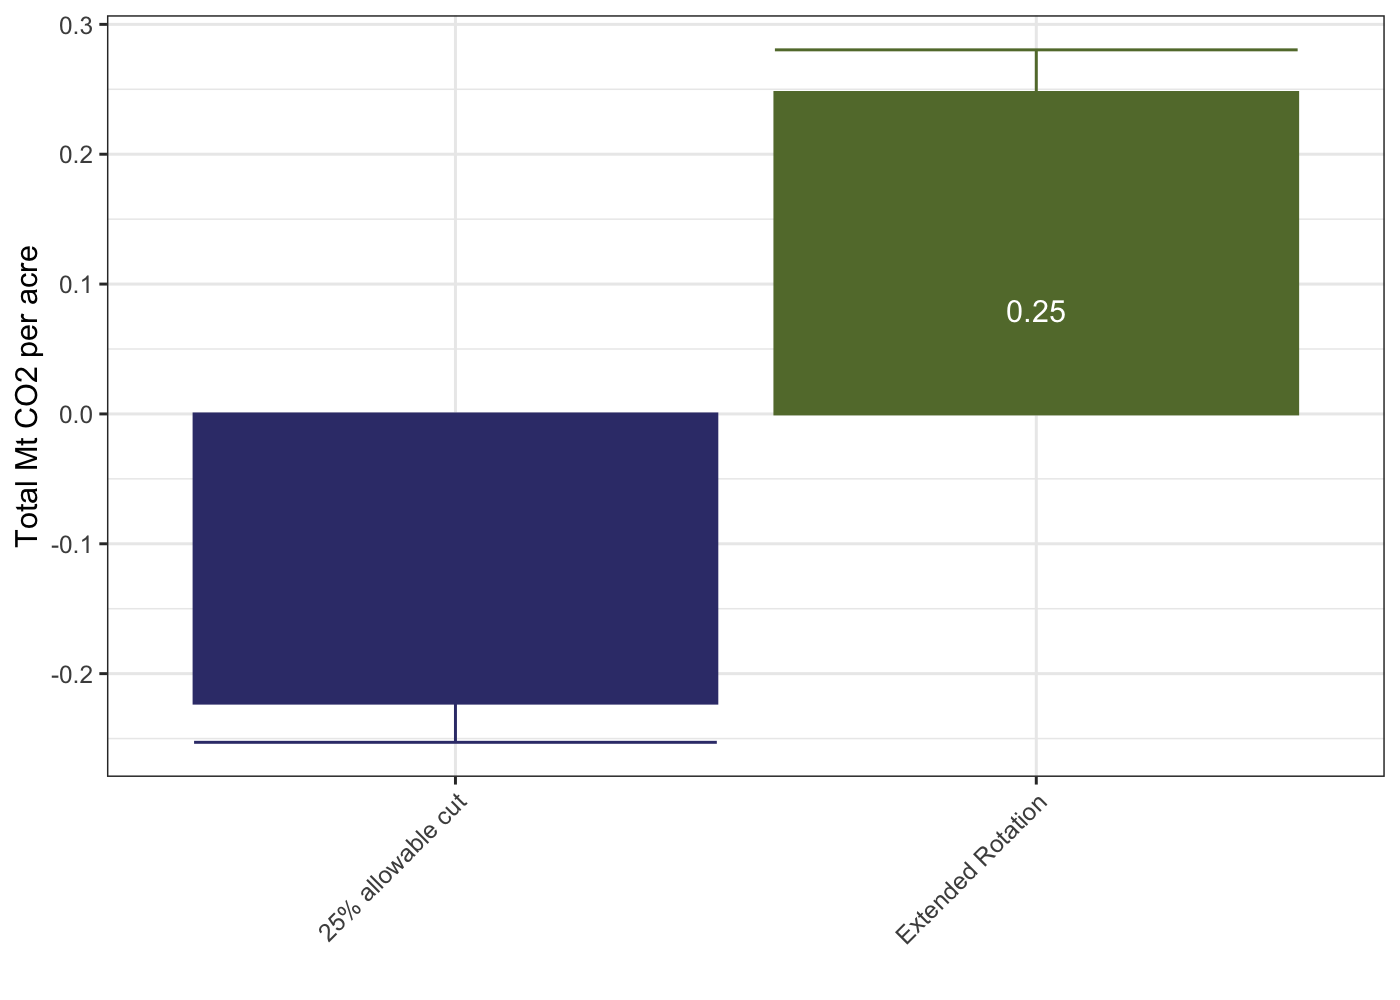 Total Mt CO2 per acre
0.3
0.2
0.1
0.0
-0.1
-0.2
0.25
25% allowable cut
Extended Rotation